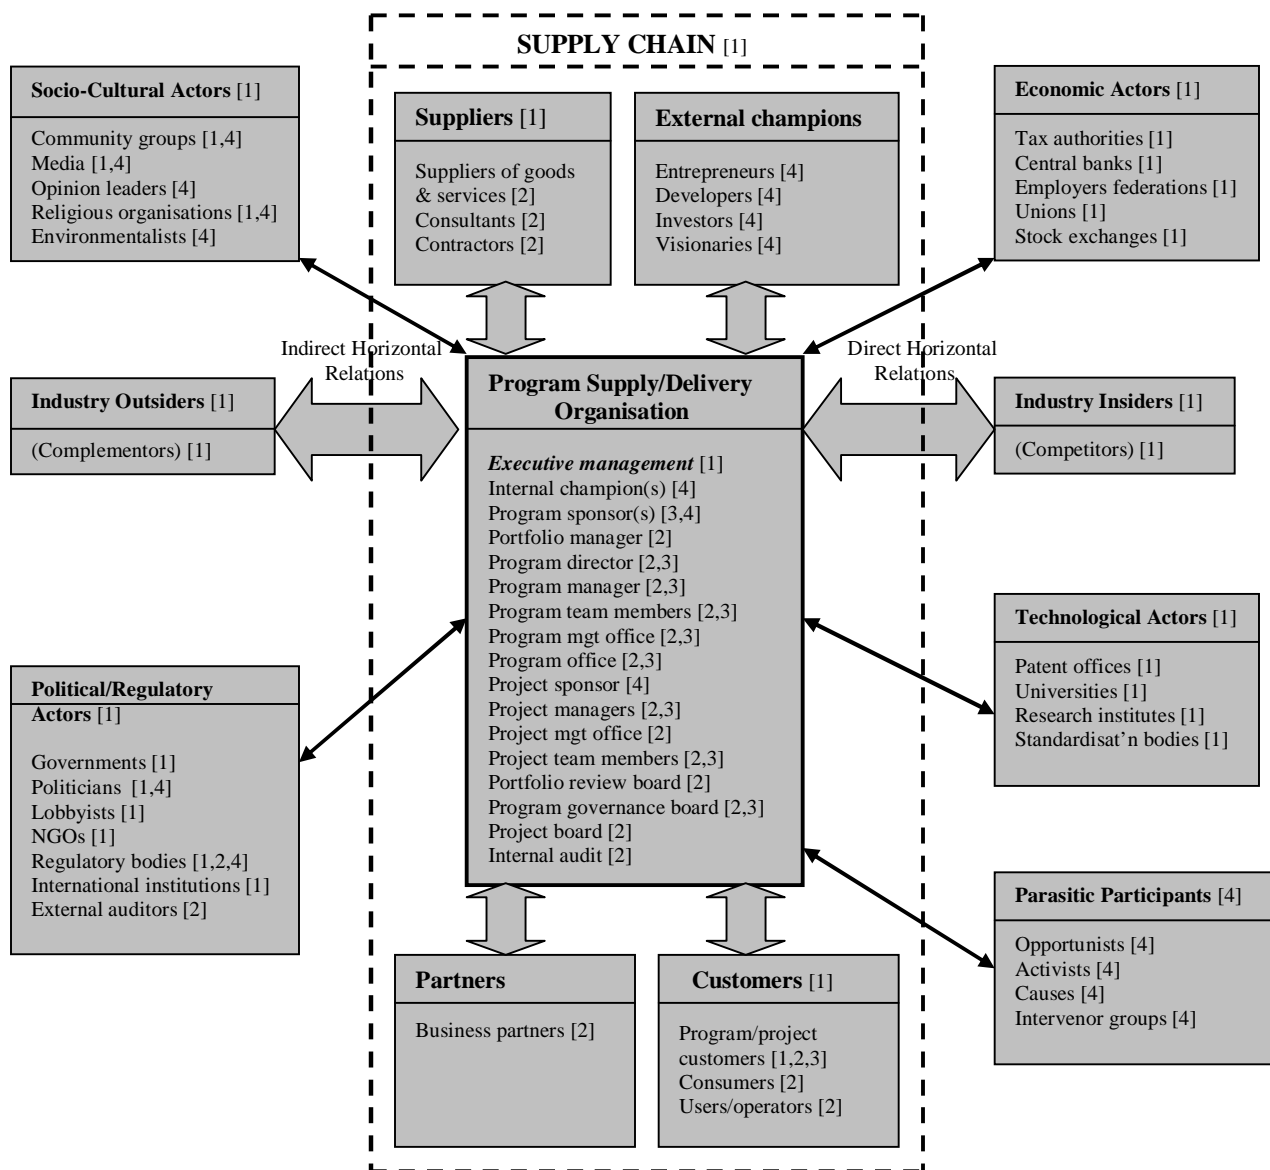 SUPPLY CHAIN [1]
Socio-Cultural Actors [1]
Community groups [1,4]
Media [1,4]
Opinion leaders [4]
Religious organisations [1,4]
Environmentalists [4]
Suppliers [1]
Suppliers of goods
& services [2]
Consultants [2]
Contractors [2]
External champions
Entrepreneurs [4]
Developers [4]
Investors [4]
Visionaries [4]
Economic Actors [1]
Tax authorities [1]
Central banks [1]
Employers federations [1]
Unions [1]
Stock exchanges [1]
Indirect Horizontal
Relations
Direct Horizontal
Relations
Industry Outsiders [1]
(Complementors) [1]
Program Supply/Delivery
Organisation
Executive management [1]
Internal champion(s) [4]
Program sponsor(s) [3,4]
Portfolio manager [2]
Program director [2,3]
Program manager [2,3]
Program team members [2,3]
Program mgt office [2,3]
Program office [2,3]
Project sponsor [4]
Project managers [2,3]
Project mgt office [2]
Project team members [2,3]
Portfolio review board [2]
Program governance board [2,3]
Project board [2]
Internal audit [2]
Industry Insiders [1]
(Competitors) [1]
Technological Actors [1]
Patent offices [1]
Universities [1]
Research institutes [1]
Standardisat'n bodies [1]
Political/Regulatory
Actors [1]
Governments [1]
Politicians [1,4]
Lobbyists [1]
NGOs [1]
Regulatory bodies [1,2,4]
International institutions [1]
External auditors [2]
Parasitic Participants [4]
Opportunists [4]
Activists [4]
Causes [4]
Intervenor groups [4]
Partners
Business partners [2]
Customers [1]
Program/project
customers [1,2,3]
Consumers [2]
Users/operators [2]